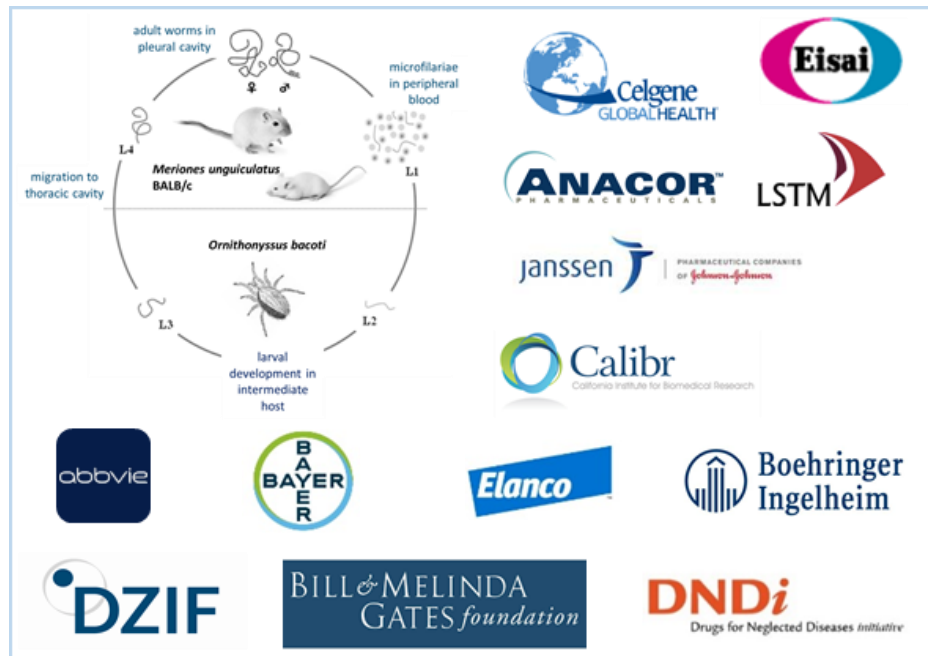 adult worms in
pleural cavity
♀ ♂
microfilariae
in peripheral
blood
L4
L1
Meriones unguiculatus
BALB/c
migration to
thoracic cavity
Ornithonyssus bacoti
L3
L2
larval
development in
intermediate
host
Celgene
GLOBAL HEALTH
Eisai
ANACOR™
PHARMACEUTICALS
LSTM
janssen
PHARMACEUTICAL COMPANIES
OF Johnson & Johnson
Calibr
California Institute for Biomedical Research
abbvie
BAYER
BAYER
Elanco
Boehringer
Ingelheim
DZIF
BILL & MELINDA
GATES foundation
DNDi
Drugs for Neglected Diseases initiative